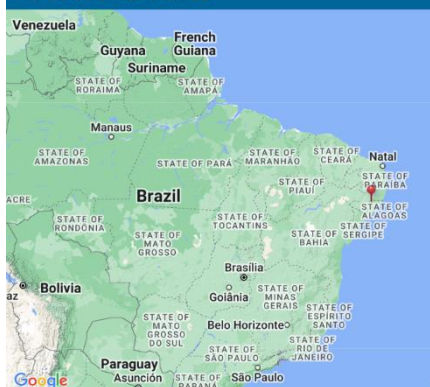 Venezuela
Guyana
French
Guiana
Suriname
STATE OF
RORAIMA
STATE OF
AMAPÁ
Manaus
STATE OF
AMAZONAS
STATE OF PARÁ
STATE OF
MARANHÃO
STATE OF
CEARÁ
Natal
STATE OF
PARAÍBA
STATE OF
PIAUÍ
Brazil
ACRE
STATE OF
RONDÔNIA
STATE OF
TOCANTINS
STATE OF
ALAGOAS
STATE OF
SERGIPE
STATE OF
BAHIA
STATE OF
MATO
GROSSO
Brasília
az
Bolivia
Goiânia
STATE OF
MINAS
GERAIS
STATE OF
ESPÍRITO
SANTO
STATE OF
MATO
GROSSO
DO SUL
Belo Horizonte
STATE OF
RIO DE
JANEIRO
STATE OF
SÃO PAULO
Paraguay
Asunción
STATE OF
PARANÁ
São Paulo
Google